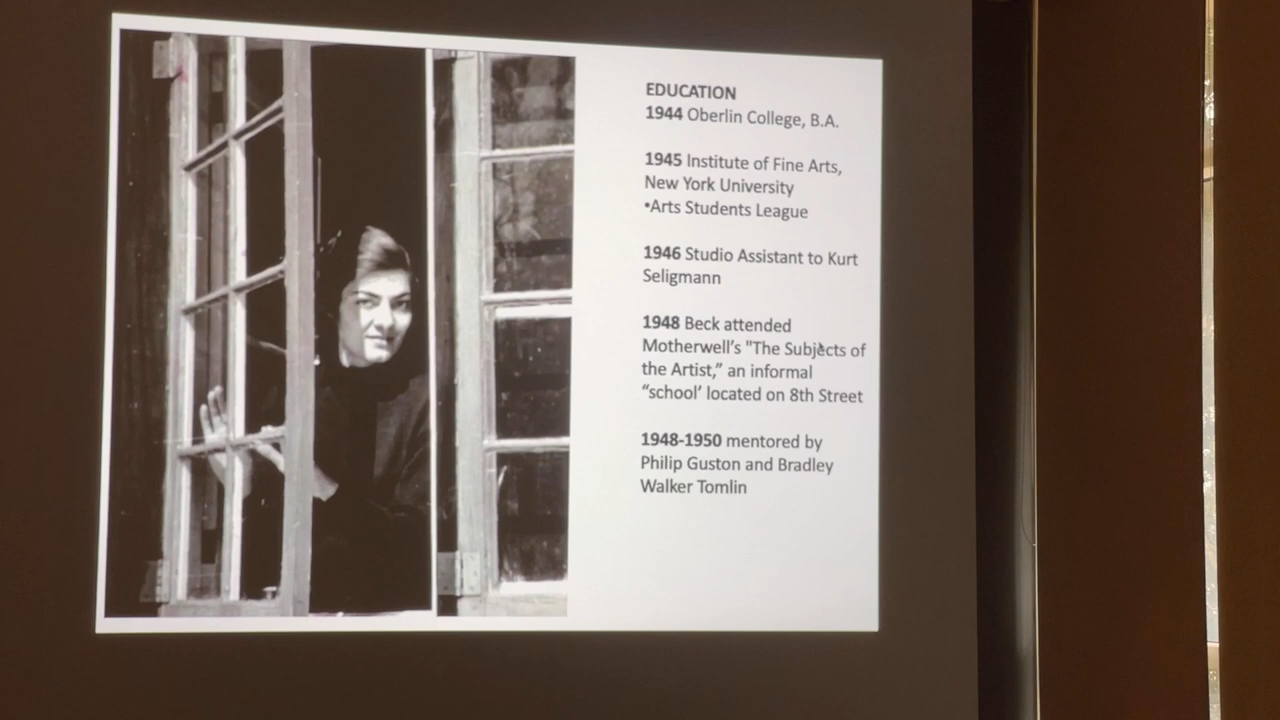 EDUCATION
1944 Oberlin College, B.A.
1945 Institute of Fine Arts,
New York University
•Arts Students League
1946 Studio Assistant to Kurt
Seligmann
1948 Beck attended
Motherwell’s "The Subjects of
the Artist,” an informal
“school’ located on 8th Street
1948-1950 mentored by
Philip Guston and Bradley
Walker Tomlin